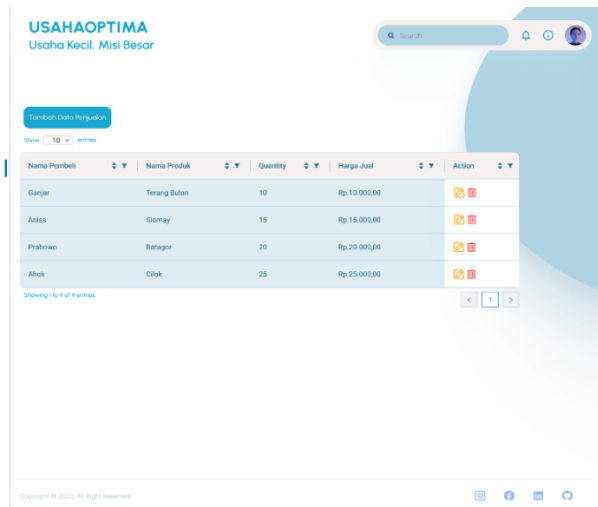 USAHAOPTIMA
Usaha Kecil, Misi Besar
Search
Tambah Data Penjualan
Show 10 entries
Nama Pembeli Nama Produk Quantity Harga Jual Action
Ganjar Terang Bulan 10 Rp.10.000,00
Aniss Siomay 15 Rp.15.000,00
Prabowo Batagor 20 Rp.20.000,00
Ahok Cilok 25 Rp.25.000,00
Showing 1 to 4 of 4 entries
< 1 >
Copyright © 2023, All Right Reserved